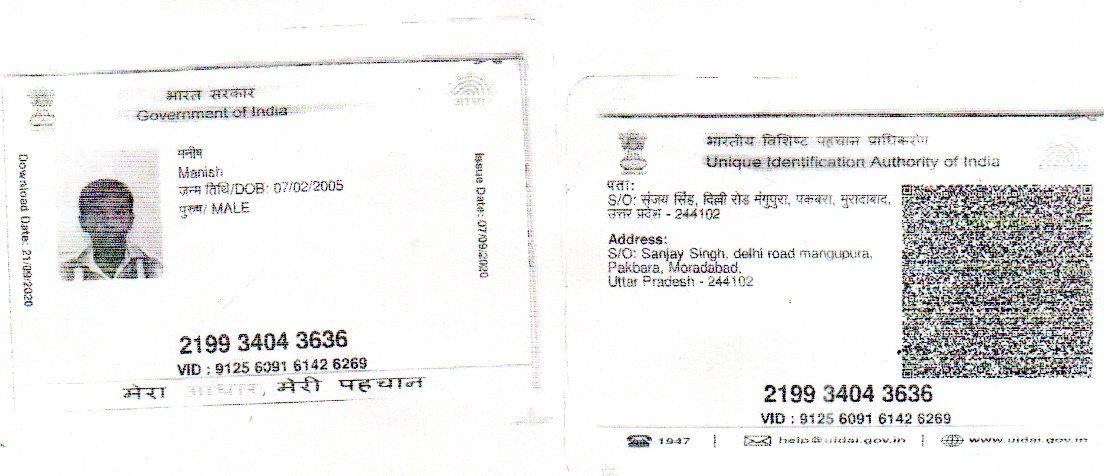 भारत सरकार
Government of India
Download Date: 21/09/2020
मनीष
Manish
जन्म तिथि/DOB: 07/02/2005
पुरुष/ MALE
Issue Date: 07/09/2020
2199 3404 3636
VID : 9125 6091 6142 6269
मेरा आधार, मेरी पहचान
भारतीय विशिष्ट पहचान प्राधिकरण
Unique Identification Authority of India
पता:
S/O: संजय सिंह, दिल्ली रोड मंगुपुरा, पकबरा, मुरादाबाद,
उत्तर प्रदेश - 244102
Address:
S/O: Sanjay Singh, delhi road mangupura,
Pakbara, Moradabad,
Uttar Pradesh - 244102
2199 3404 3636
VID : 9125 6091 6142 6269
1947 | help@uidai.gov.in | www.uidai.gov.in